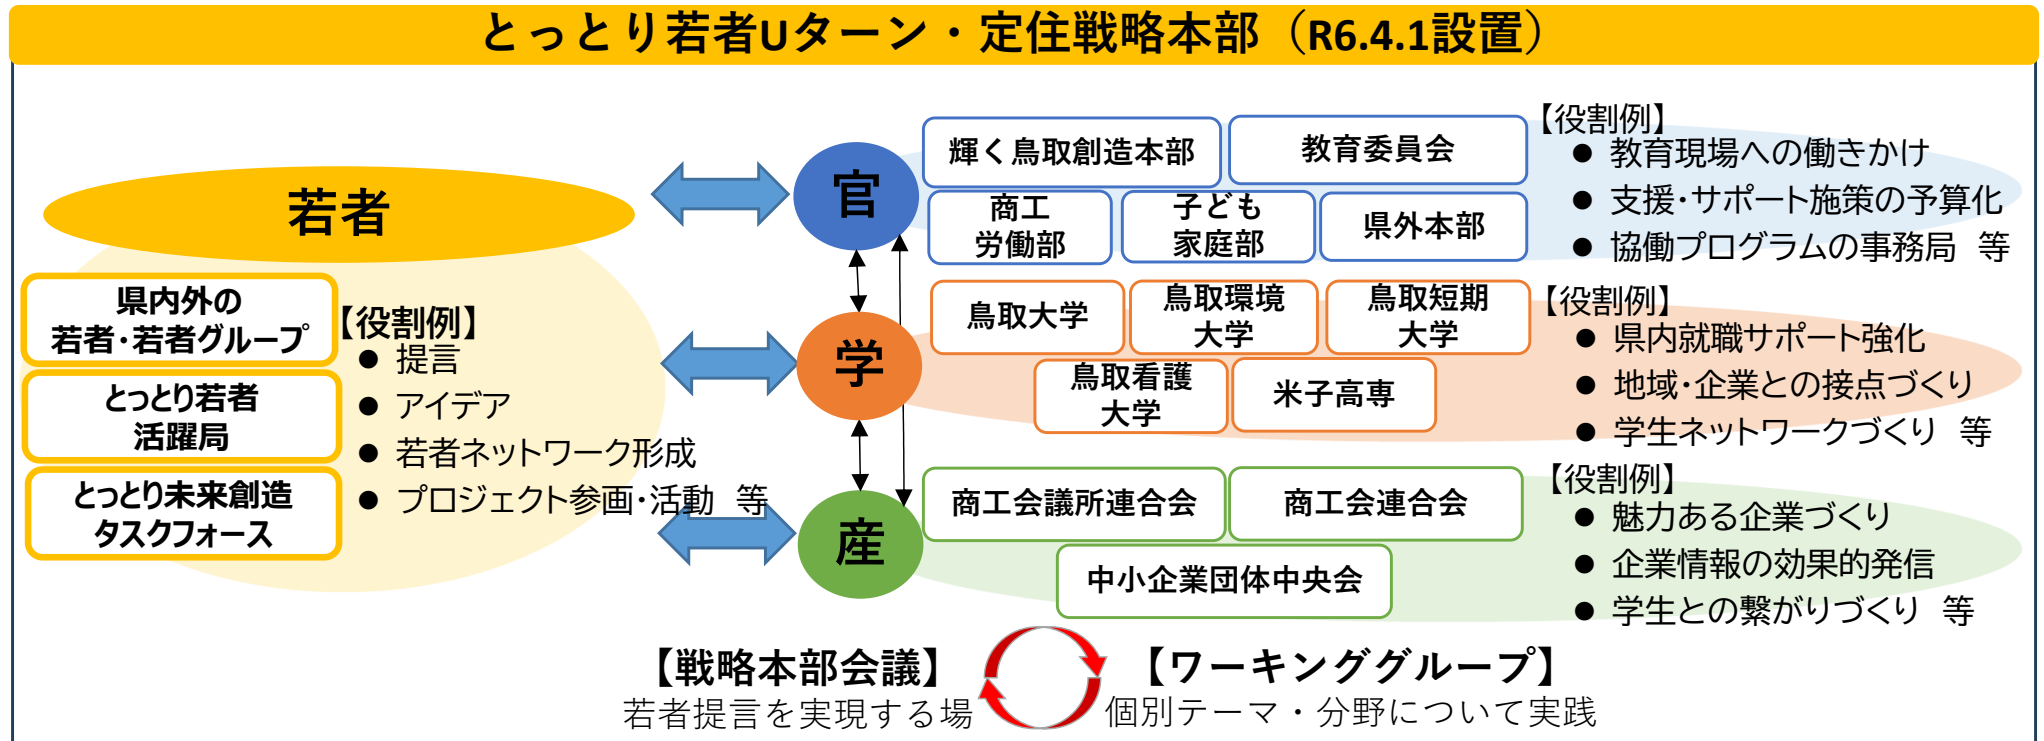 とっとり若者Uターン・定住戦略本部（R6.4.1設置）
若者
県内外の
若者・若者グループ
とっとり若者
活躍局
とっとり未来創造
タスクフォース
【役割例】
● 提言
● アイデア
● 若者ネットワーク形成
● プロジェクト参画・活動　等
官
輝く鳥取創造本部
教育委員会
商工
労働部
子ども
家庭部
県外本部
【役割例】
● 教育現場への働きかけ
● 支援・サポート施策の予算化
● 協働プログラムの事務局　等
学
鳥取大学
鳥取環境
大学
鳥取短期
大学
鳥取看護
大学
米子高専
【役割例】
● 県内就職サポート強化
● 地域・企業との接点づくり
● 学生ネットワークづくり　等
産
商工会議所連合会
商工会連合会
中小企業団体中央会
【役割例】
● 魅力ある企業づくり
● 企業情報の効果的発信
● 学生との繋がりづくり　等
【戦略本部会議】
若者提言を実現する場
【ワーキンググループ】
個別テーマ・分野について実践